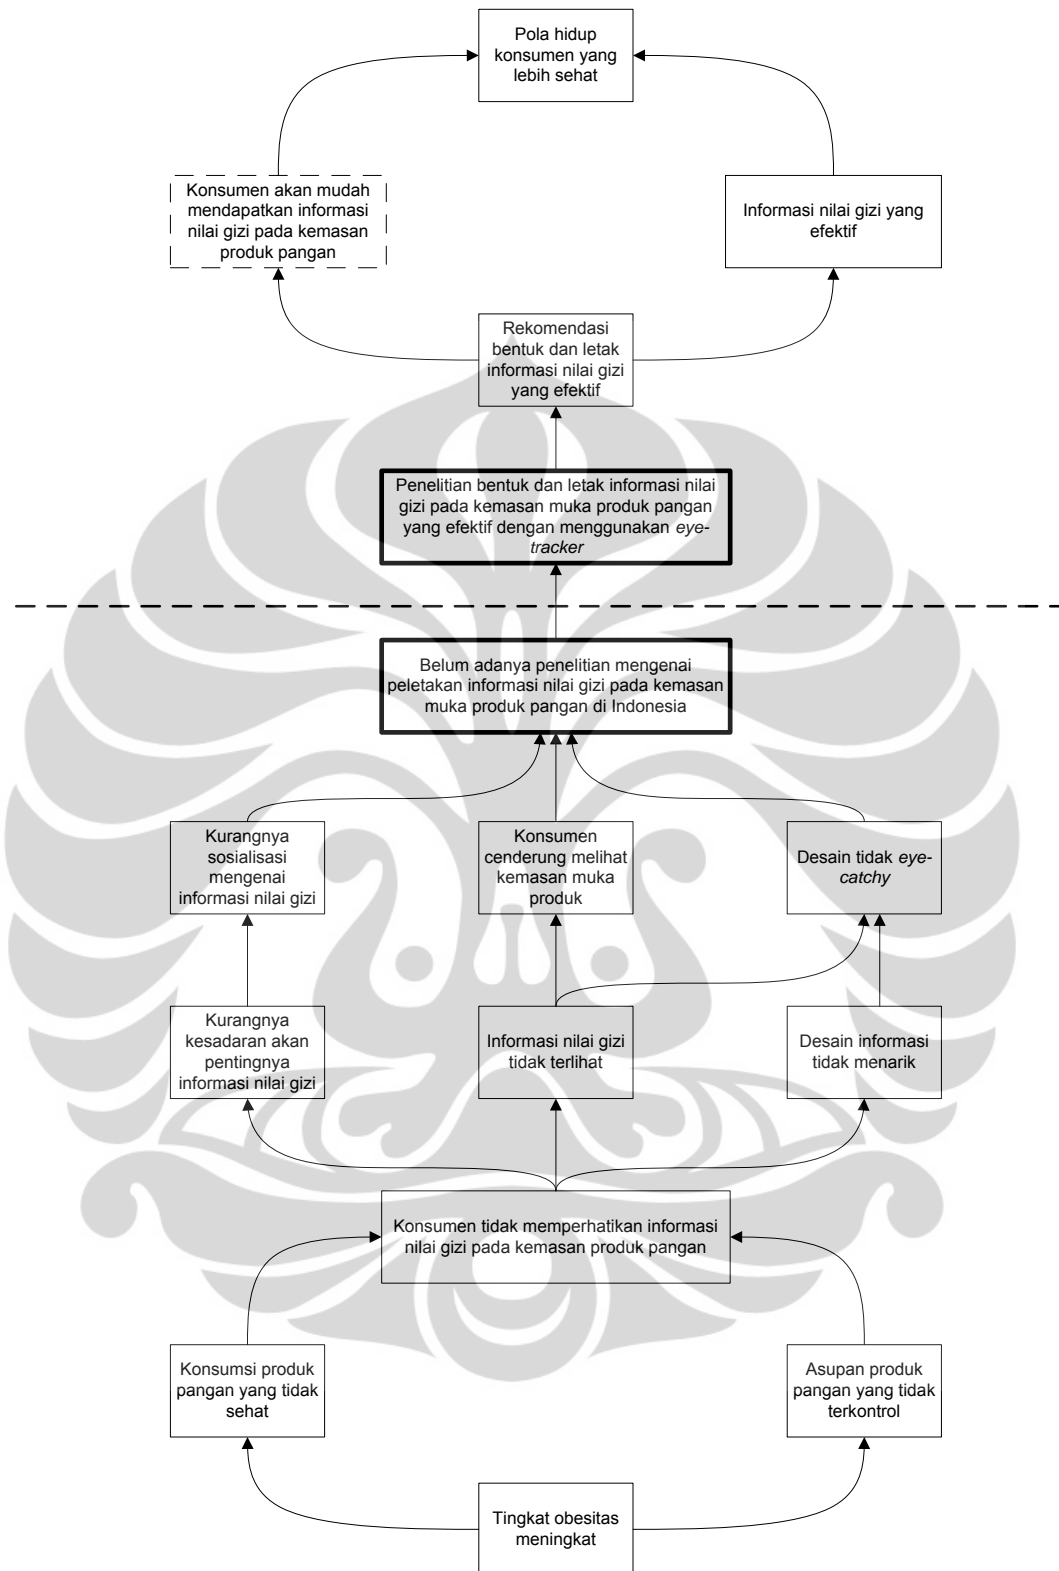 Pola hidup
konsumen yang
lebih sehat
Konsumen akan mudah
mendapatkan informasi
nilai gizi pada kemasan
produk pangan
Informasi nilai gizi yang
efektif
Rekomendasi
bentuk dan letak
informasi nilai gizi
yang efektif
Penelitian bentuk dan letak informasi nilai
gizi pada kemasan muka produk pangan
yang efektif dengan menggunakan eye-
tracker
Belum adanya penelitian mengenai
peletakan informasi nilai gizi pada kemasan
muka produk pangan di Indonesia
Kurangnya
sosialisasi
mengenai
informasi nilai gizi
Konsumen
cenderung melihat
kemasan muka
produk
Desain tidak eye-
catchy
Kurangnya
kesadaran akan
pentingnya
informasi nilai gizi
Informasi nilai gizi
tidak terlihat
Desain informasi
tidak menarik
Konsumen tidak memperhatikan informasi
nilai gizi pada kemasan produk pangan
Konsumsi produk
pangan yang tidak
sehat
Asupan produk
pangan yang tidak
terkontrol
Tingkat obesitas
meningkat